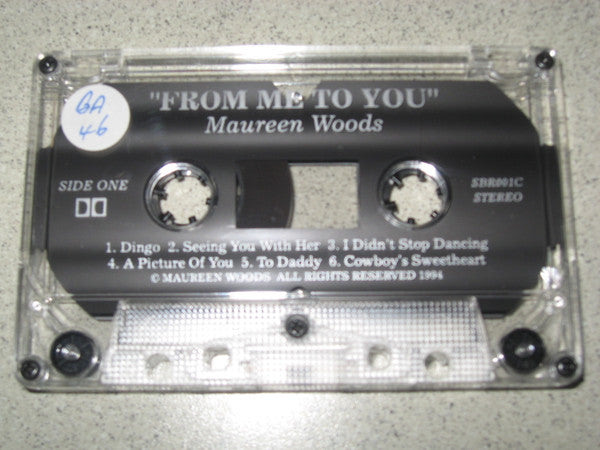 GA
46
"FROM ME TO YOU"
Maureen Woods
SIDE ONE
SBR001C
STEREO
1. Dingo 2. Seeing You With Her 3. I Didn't Stop Dancing
4. A Picture Of You 5. To Daddy 6. Cowboy's Sweetheart
© MAUREEN WOODS ALL RIGHTS RESERVED 1994